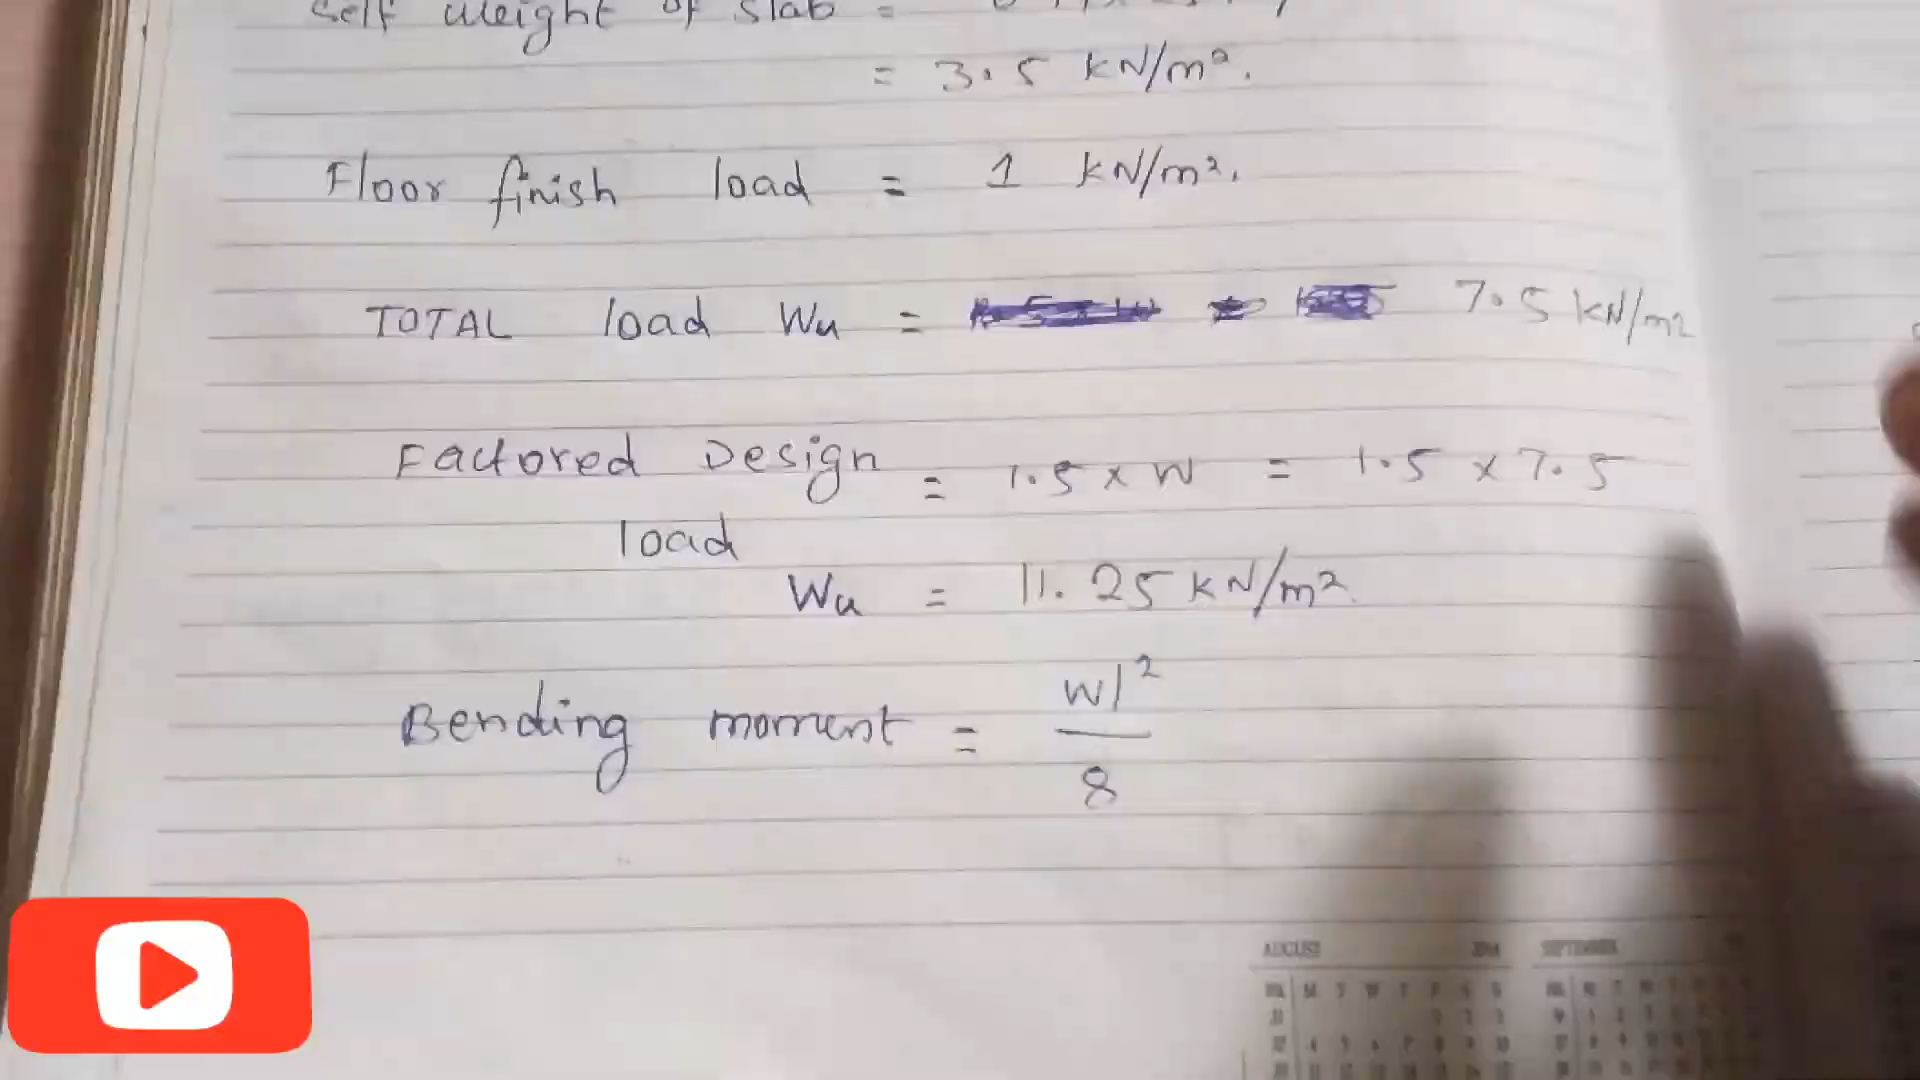 Self weight of slab =
= 3.5 kN/m².
Floor finish load = 1 kN/m².
TOTAL load Wu = 7.5 kN/m2
Factored Design = 1.5 x W = 1.5 x 7.5
load
Wu = 11.25 kN/m².
Bending moment = wl²
8
AUGUST SEPTEMBER